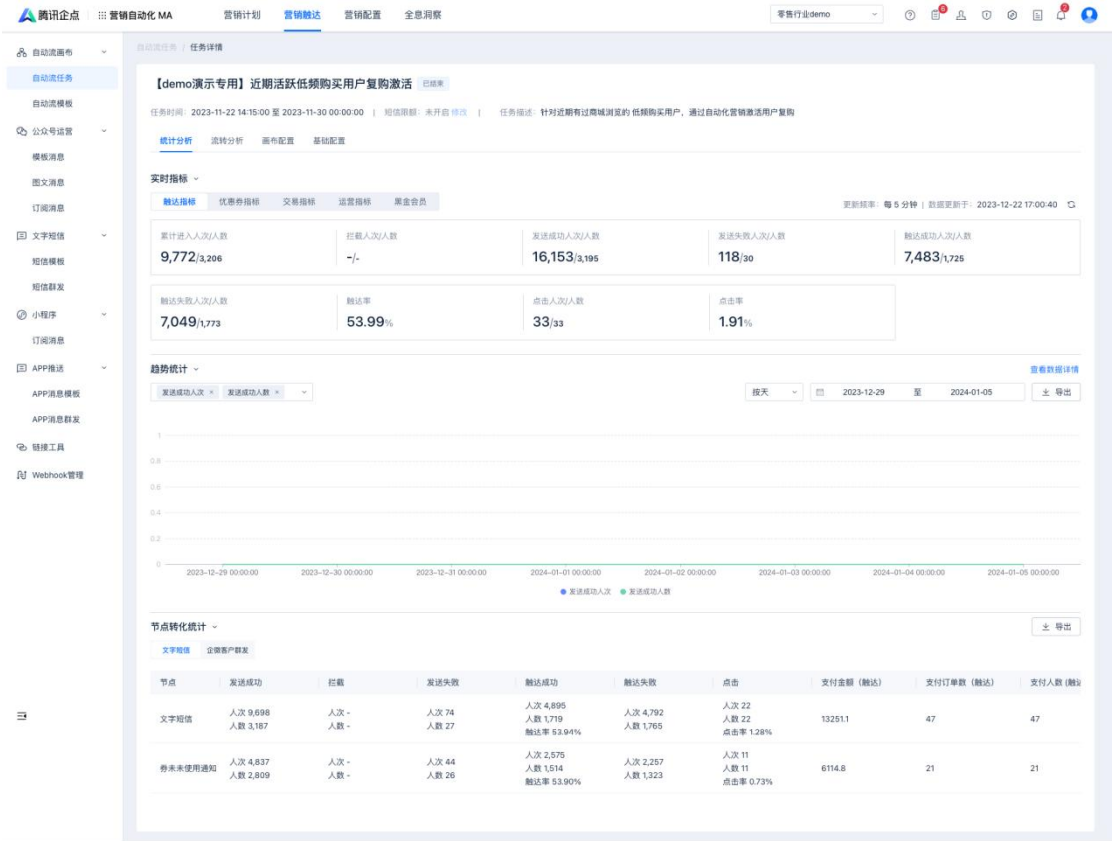 腾讯企点 营销自动化 MA 营销计划 营销触达 营销配置 全息洞察 零售行业demo 6 2
自动流画布
自动流任务
自动流模板
公众号运营
模板消息
图文消息
订阅消息
文字短信
短信模板
短信群发
小程序
订阅消息
APP推送
APP消息模板
APP消息群发
链接工具
Webhook管理
自动流任务 / 任务详情
【demo演示专用】近期活跃低频购买用户复购激活 已结束
任务时间：2023-11-22 14:15:00 至 2023-11-30 00:00:00 | 短信限额：未开启 修改 | 任务描述：针对近期有过商城浏览的 低频购买用户，通过自动化营销激活用户复购
统计分析 流转分析 画布配置 基础配置
实时指标
触达指标 优惠券指标 交易指标 运营指标 黑金会员 更新频率：每 5 分钟 | 数据更新于：2023-12-22 17:00:40
累计进入人次/人数 拦截人次/人数 发送成功人次/人数 发送失败人次/人数 触达成功人次/人数
9,772/3,206 -/- 16,153/3,195 118/30 7,483/1,725
触达失败人次/人数 触达率 点击人次/人数 点击率
7,049/1,773 53.99% 33/33 1.91%
趋势统计 查看数据详情
发送成功人次 × 发送成功人数 × 按天 2023-12-29 至 2024-01-05 导出
1
0.8
0.6
0.4
0.2
0
2023-12-29 00:00:00 2023-12-30 00:00:00 2023-12-31 00:00:00 2024-01-01 00:00:00 2024-01-02 00:00:00 2024-01-03 00:00:00 2024-01-04 00:00:00 2024-01-05 00:00:00
发送成功人次 发送成功人数
节点转化统计 导出
文字短信 企微客户群发
节点 发送成功 拦截 发送失败 触达成功 触达失败 点击 支付金额（触达） 支付订单数（触达） 支付人数 (触达
文字短信 人次 9,698 人数 3,187 人次 - 人数 - 人次 74 人数 27 人次 4,895 人数 1,719 触达率 53.94% 人次 4,792 人数 1,765 人次 22 人数 22 点击率 1.28% 13251.1 47 47
券未未使用通知 人次 4,837 人数 2,809 人次 - 人数 - 人次 44 人数 26 人次 2,575 人数 1,514 触达率 53.90% 人次 2,257 人数 1,323 人次 11 人数 11 点击率 0.73% 6114.8 21 21